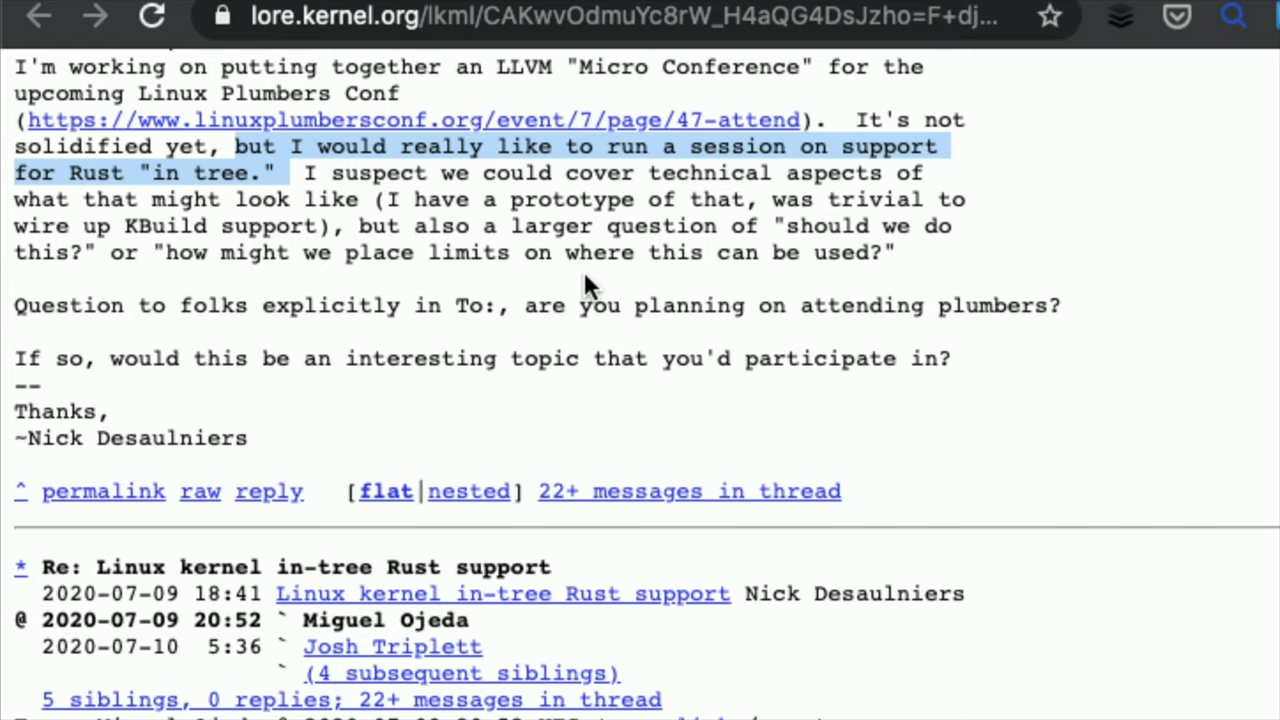 lore.kernel.org/lkml/CAKwvOdmuYc8rW_H4aQG4DsJzho=F+dj...
I'm working on putting together an LLVM "Micro Conference" for the
upcoming Linux Plumbers Conf
(https://www.linuxplumbersconf.org/event/7/page/47-attend).  It's not
solidified yet, but I would really like to run a session on support
for Rust "in tree."  I suspect we could cover technical aspects of
what that might look like (I have a prototype of that, was trivial to
wire up KBuild support), but also a larger question of "should we do
this?" or "how might we place limits on where this can be used?"
Question to folks explicitly in To:, are you planning on attending plumbers?
If so, would this be an interesting topic that you'd participate in?
--
Thanks,
~Nick Desaulniers
^ permalink raw reply   [flat|nested] 22+ messages in thread
* Re: Linux kernel in-tree Rust support
2020-07-09 18:41 Linux kernel in-tree Rust support Nick Desaulniers
@ 2020-07-09 20:52 ` Miguel Ojeda
2020-07-10  5:36 ` Josh Triplett
` (4 subsequent siblings)
5 siblings, 0 replies; 22+ messages in thread